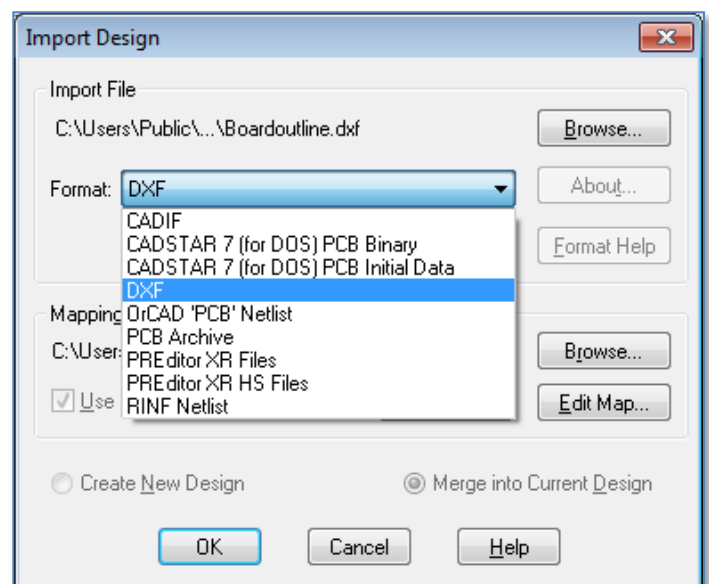 Import Design
Import File
C:\Users\Public\...\Boardoutline.dxf
Browse...
Format: DXF
About...
CADIF
CADSTAR 7 (for DOS) PCB Binary
CADSTAR 7 (for DOS) PCB Initial Data
DXF
OrCAD 'PCB' Netlist
PCB Archive
PREditor XR Files
PREditor XR HS Files
RINF Netlist
Format Help
Mapping
C:\User
Browse...
Use
Edit Map...
Create New Design
Merge into Current Design
OK
Cancel
Help